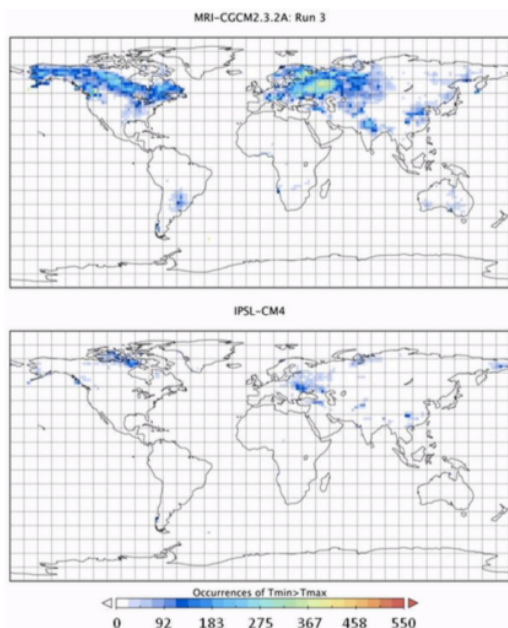 MRI-CGCM2.3.2A: Run 3
IPSL-CM4
Occurrences of Tmin>Tmax
0 92 183 275 367 458 550